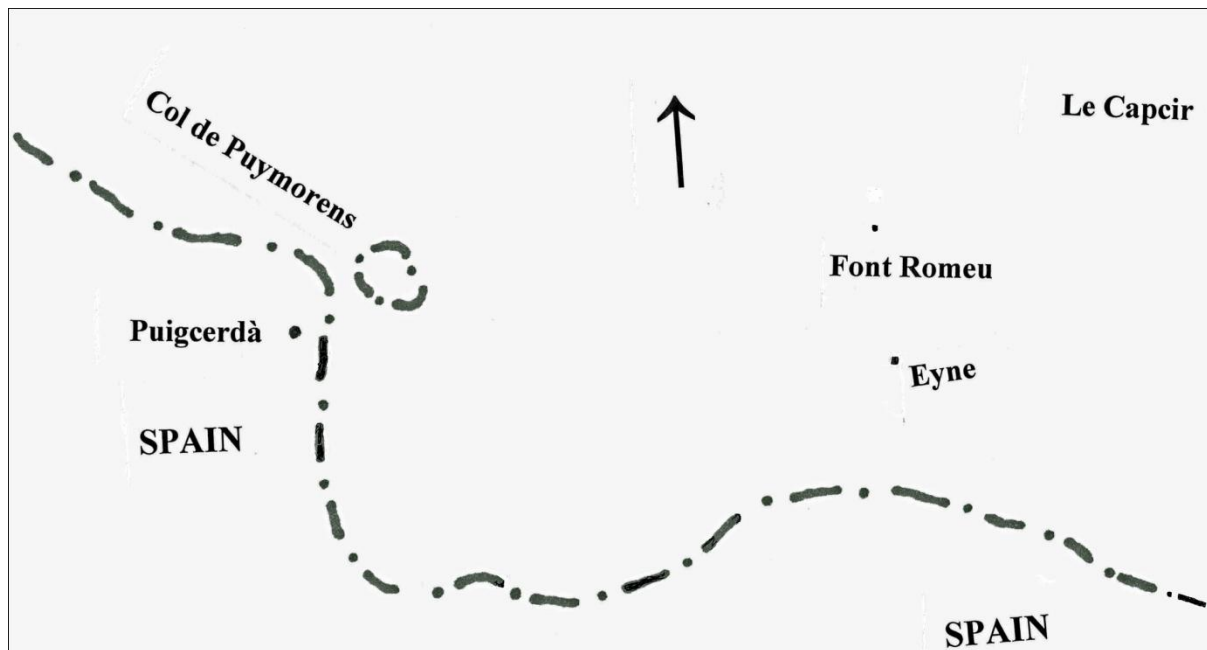 Le Capcir
Col de Puymorens
Font Romeu
Puigcerdà
Eyne
SPAIN
SPAIN